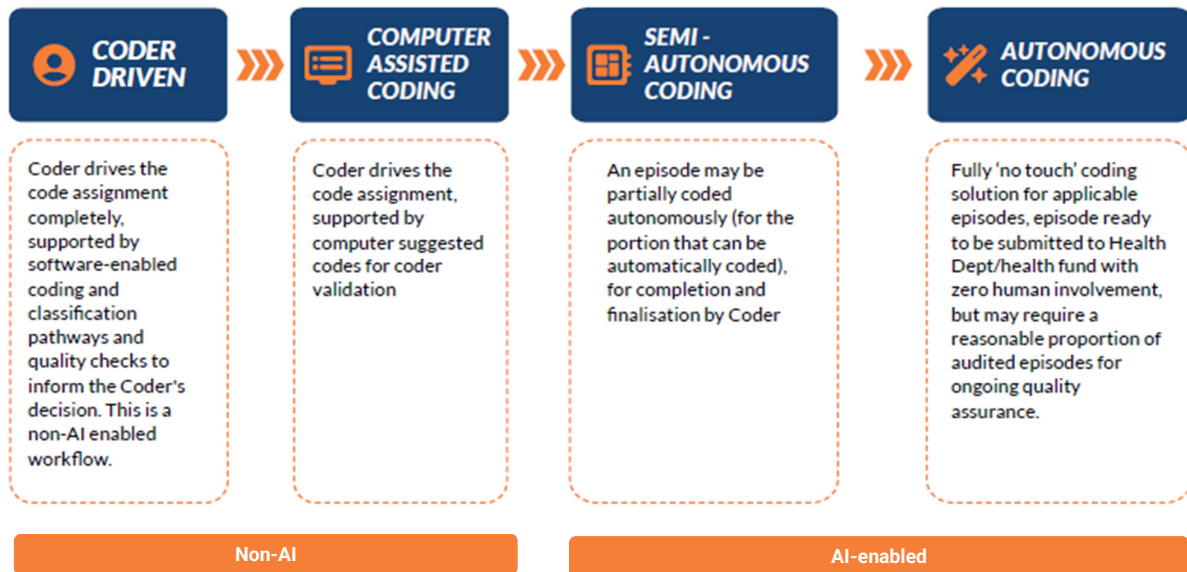 CODER
DRIVEN
COMPUTER
ASSISTED
CODING
SEMI -
AUTONOMOUS
CODING
AUTONOMOUS
CODING
Coder drives the
code assignment
completely,
supported by
software-enabled
coding and
classification
pathways and
quality checks to
inform the Coder's
decision. This is a
non-AI enabled
workflow.
Coder drives the
code assignment,
supported by
computer suggested
codes for coder
validation
An episode may be
partially coded
autonomously (for the
portion that can be
automatically coded),
for completion and
finalisation by Coder
Fully ‘no touch’ coding
solution for applicable
episodes, episode ready
to be submitted to Health
Dept/health fund with
zero human involvement,
but may require a
reasonable proportion of
audited episodes for
ongoing quality
assurance.
Non-AI
AI-enabled